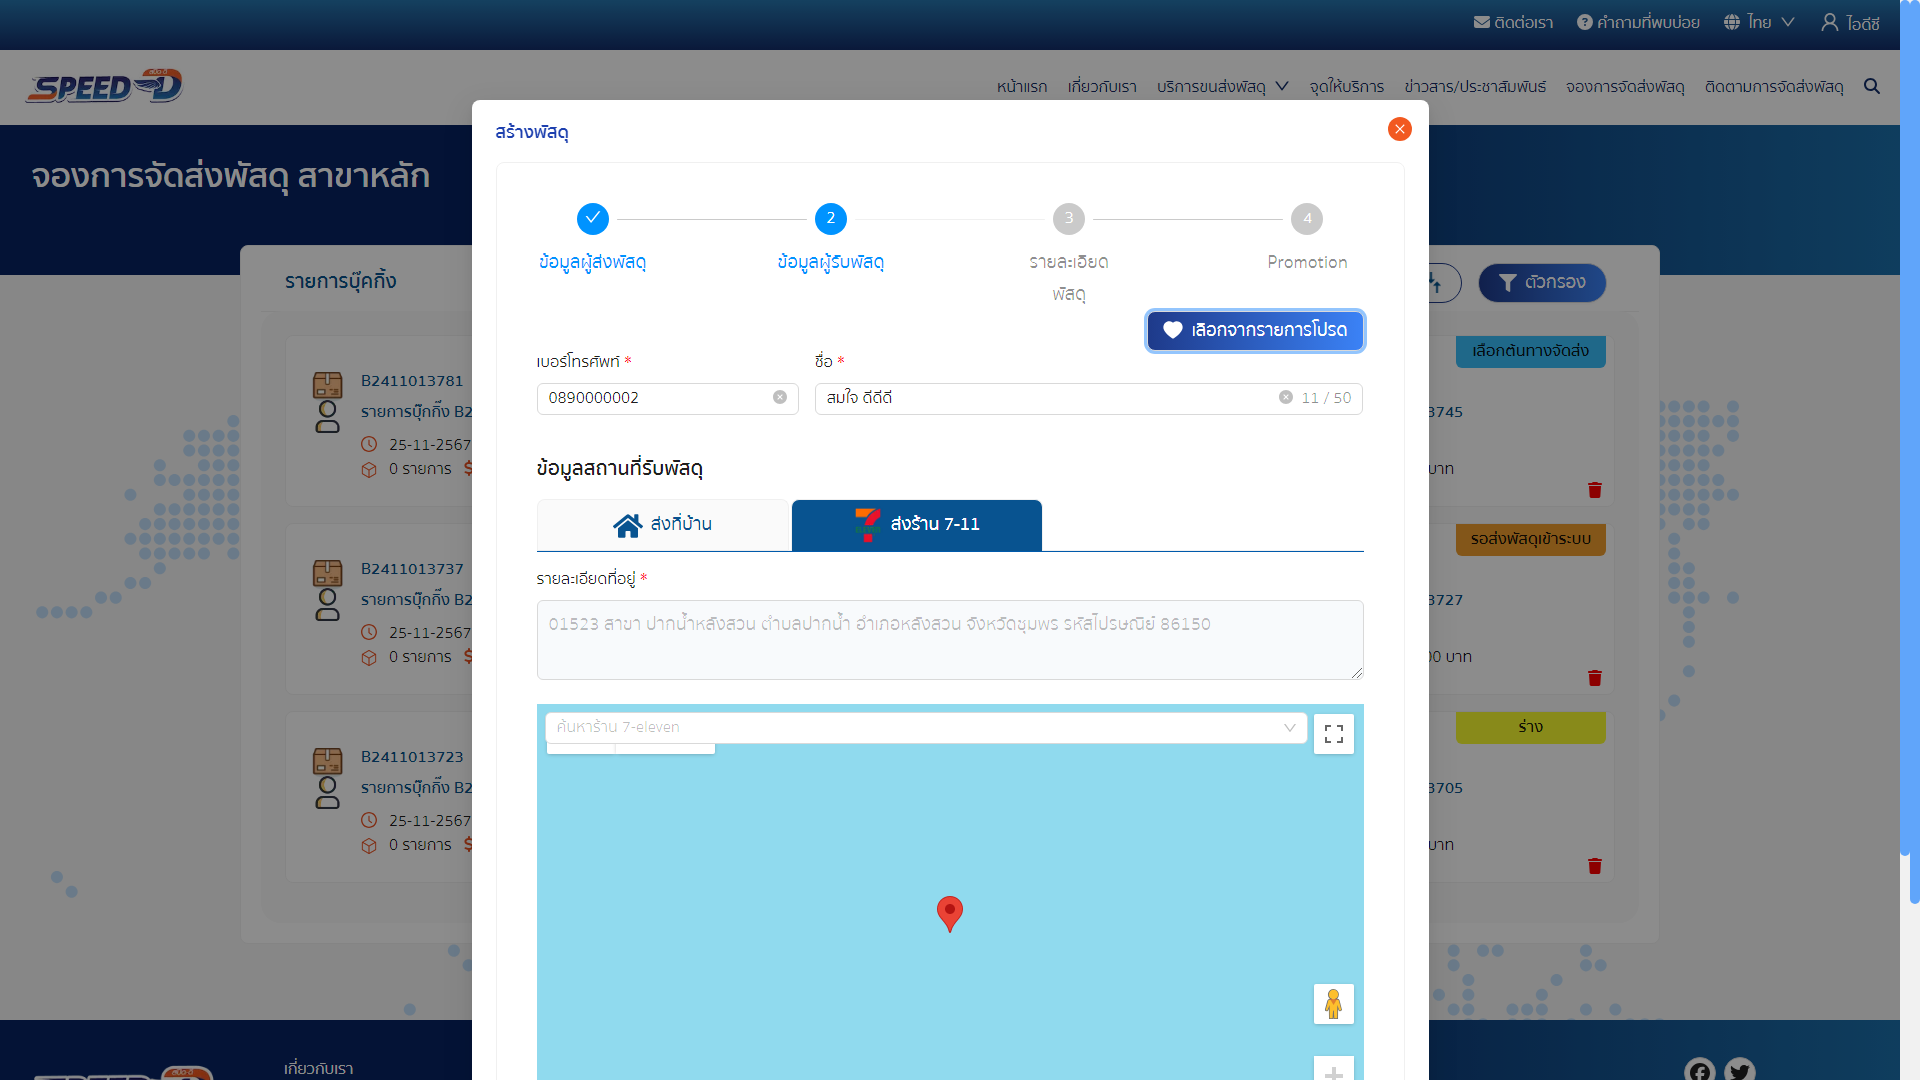 ติดต่อเรา
คำถามที่พบบ่อย
ไทย
ไอดีซี
SPEED-D
หน้าแรก
เกี่ยวกับเรา
บริการขนส่งพัสดุ
จุดให้บริการ
ข่าวสาร/ประชาสัมพันธ์
จองการจัดส่งพัสดุ
ติดตามการจัดส่งพัสดุ
จองการจัดส่งพัสดุ สาขาหลัก
รายการบุ๊คกิ้ง
ตัวกรอง
B2411013781
รายการบุ๊กกิ้ง B2
25-11-2567
0 รายการ
B2411013737
รายการบุ๊กกิ้ง B2
25-11-2567
0 รายการ
B2411013723
รายการบุ๊กกิ้ง B2
25-11-2567
0 รายการ
สร้างพัสดุ
2
3
4
ข้อมูลผู้ส่งพัสดุ
ข้อมูลผู้รับพัสดุ
รายละเอียด
พัสดุ
Promotion
เลือกจากรายการโปรด
เบอร์โทรศัพท์ *
ชื่อ *
0890000002
สมใจ ดีดีดี
11 / 50
ข้อมูลสถานที่รับพัสดุ
ส่งที่บ้าน
ส่งร้าน 7-11
รายละเอียดที่อยู่ *
01523 สาขา ปากน้ำหลังสวน ตำบลปากน้ำ อำเภอหลังสวน จังหวัดชุมพร รหัสไปรษณีย์ 86150
ค้นหาร้าน 7-eleven
เลือกต้นทางจัดส่ง
3745
บาท
รอส่งพัสดุเข้าระบบ
3727
00 บาท
ร่าง
3705
บาท
เกี่ยวกับเรา